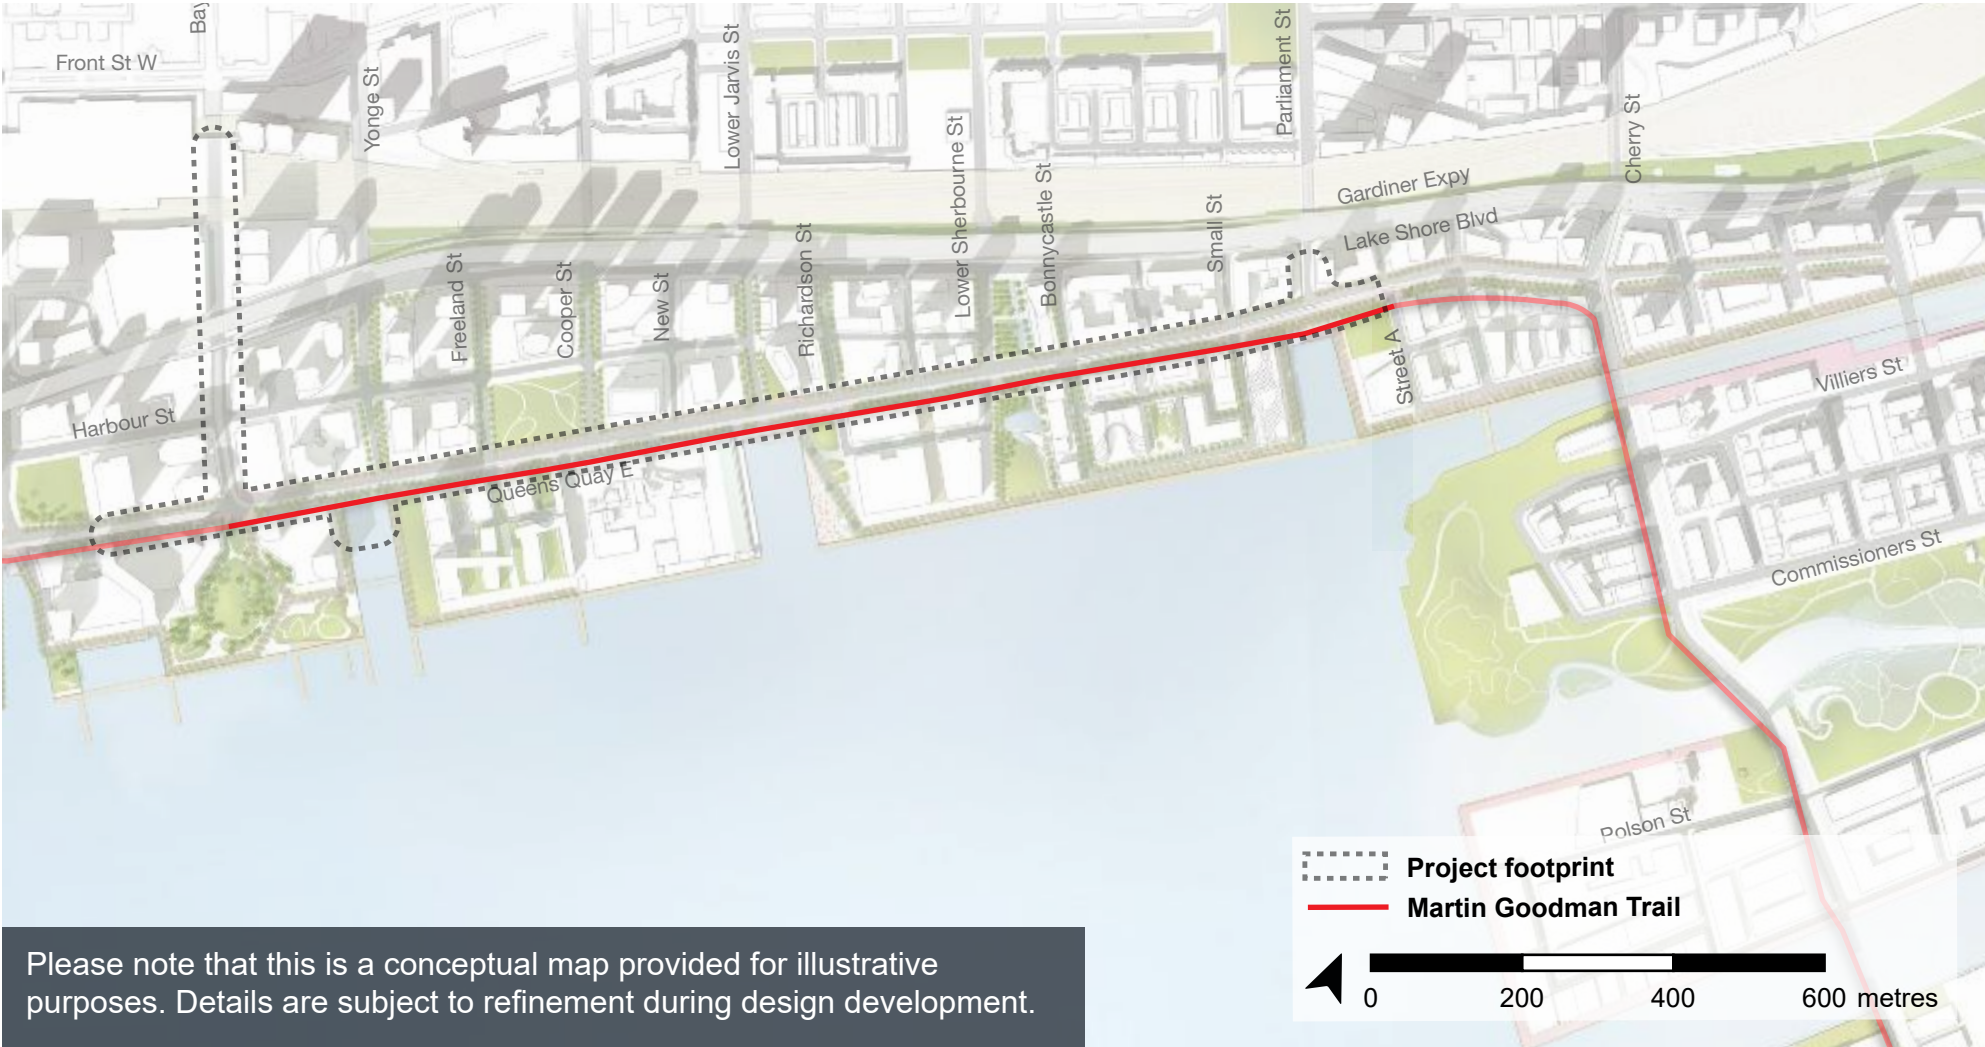 Bay
Front St W
Yonge St
Lower Jarvis St
Parliament St
Cherry St
Lower Sherbourne St
Bonnycastle St
Small St
Gardiner Expy
Lake Shore Blvd
Richardson St
Freeland St
Cooper St
New St
Harbour St
Street A
Villiers St
Queens Quay E
Commissioners St
Polson St
Project footprint
Martin Goodman Trail
0 200 400 600 metres
Please note that this is a conceptual map provided for illustrative
purposes. Details are subject to refinement during design development.